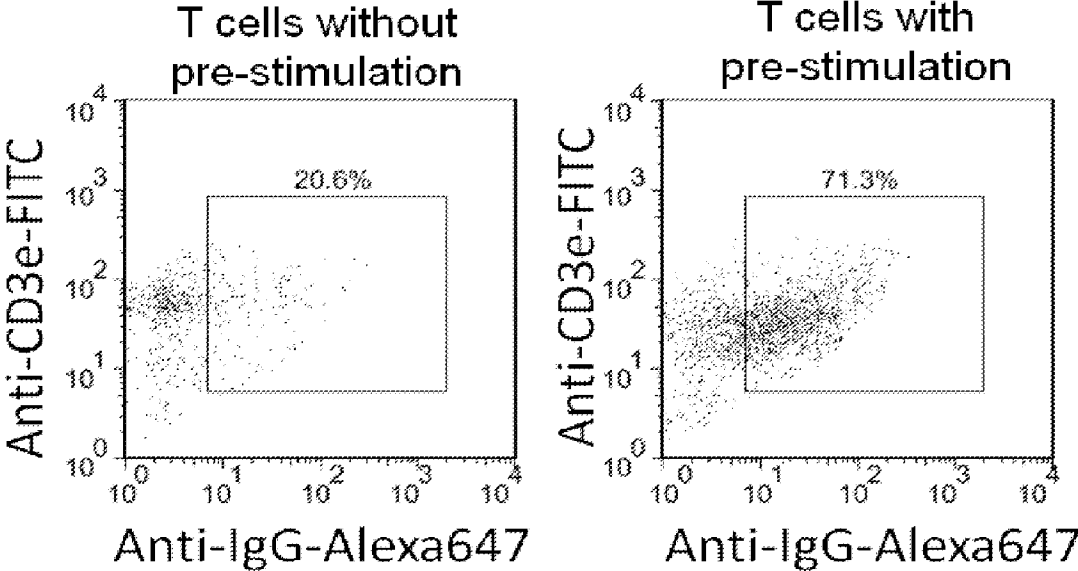 T cells without
pre-stimulation
10⁴
10³
10²
10¹
10⁰
20.6%
10⁰ 10¹ 10² 10³ 10⁴
Anti-CD3e-FITC
Anti-IgG-Alexa647
T cells with
pre-stimulation
10⁴
10³
10²
10¹
10⁰
71.3%
10⁰ 10¹ 10² 10³ 10⁴
Anti-CD3e-FITC
Anti-IgG-Alexa647